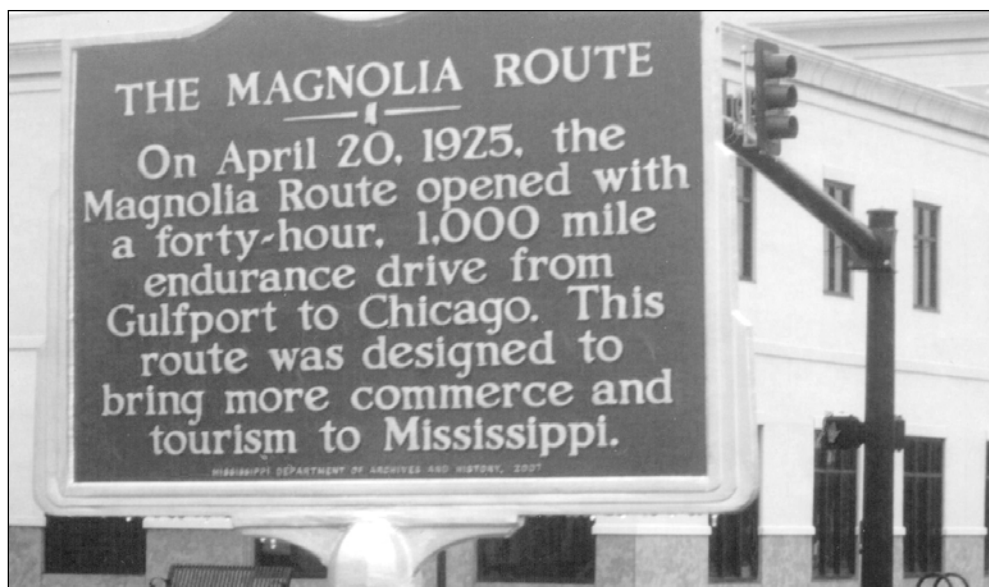 THE MAGNOLIA ROUTE
On April 20, 1925, the
Magnolia Route opened with
a forty-hour, 1,000 mile
endurance drive from
Gulfport to Chicago. This
route was designed to
bring more commerce and
tourism to Mississippi.
MISSISSIPPI DEPARTMENT OF ARCHIVES AND HISTORY, 2007